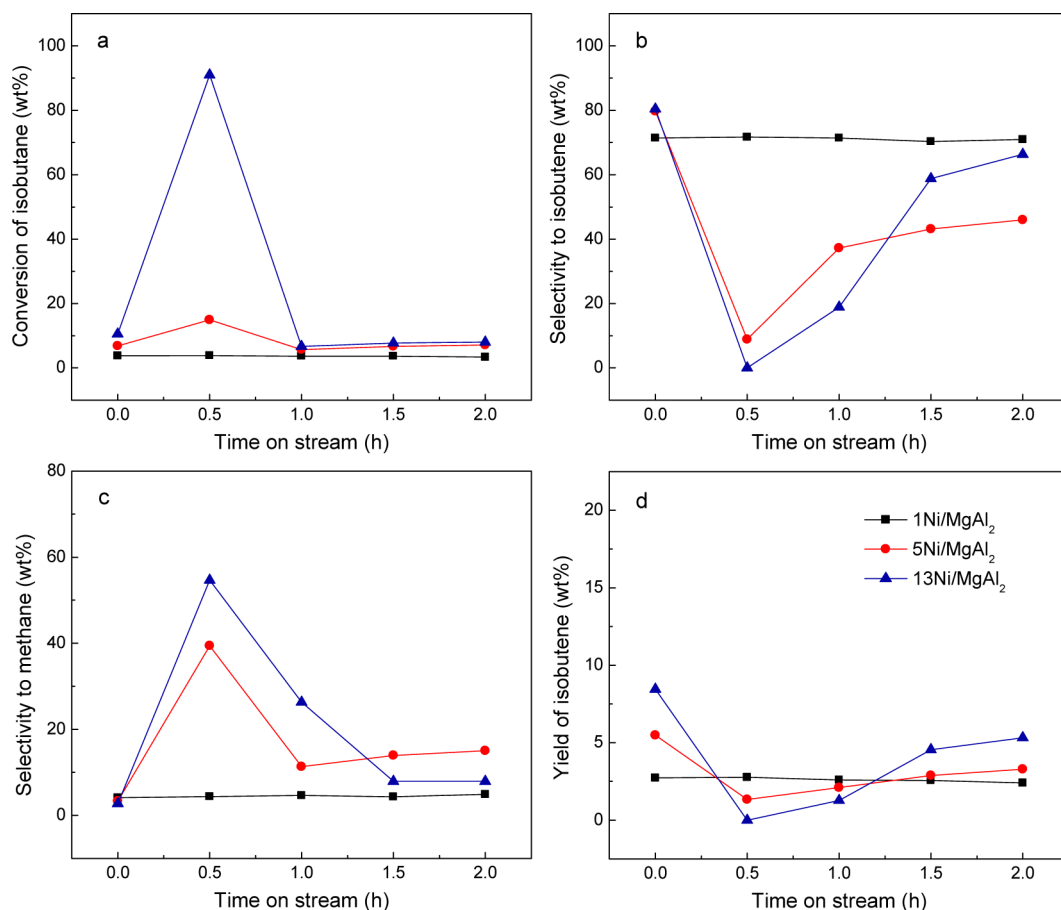 a
Conversion of isobutane (wt%)
100
80
60
40
20
0
0.0 0.5 1.0 1.5 2.0
Time on stream (h)
b
Selectivity to isobutene (wt%)
100
80
60
40
20
0
0.0 0.5 1.0 1.5 2.0
Time on stream (h)
c
Selectivity to methane (wt%)
80
60
40
20
0
0.0 0.5 1.0 1.5 2.0
Time on stream (h)
d
Yield of isobutene (wt%)
20
15
10
5
0
1Ni/MgAl₂
5Ni/MgAl₂
13Ni/MgAl₂
0.0 0.5 1.0 1.5 2.0
Time on stream (h)